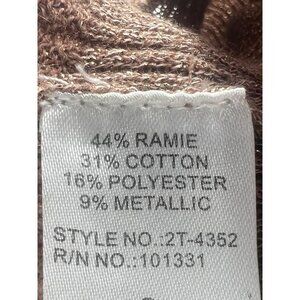 44% RAMIE
31% COTTON
16% POLYESTER
9% METALLIC
STYLE NO.:2T-4352
R/N NO.:101331